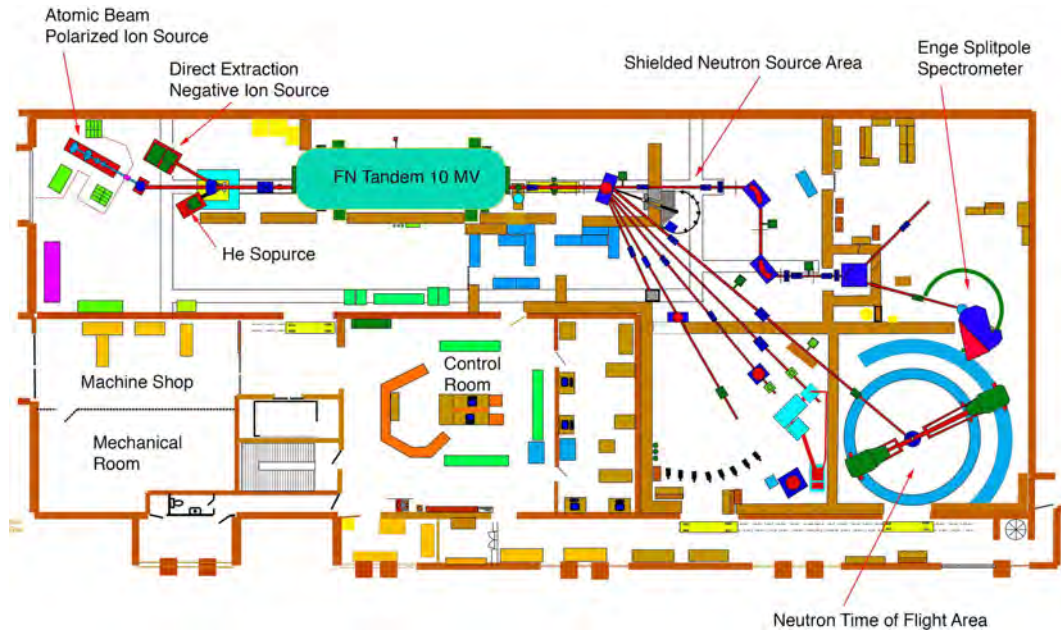 Atomic Beam
Polarized Ion Source
Direct Extraction
Negative Ion Source
Shielded Neutron Source Area
Enge Splitpole
Spectrometer
FN Tandem 10 MV
He Sopurce
Machine Shop
Control
Room
Mechanical
Room
Neutron Time of Flight Area